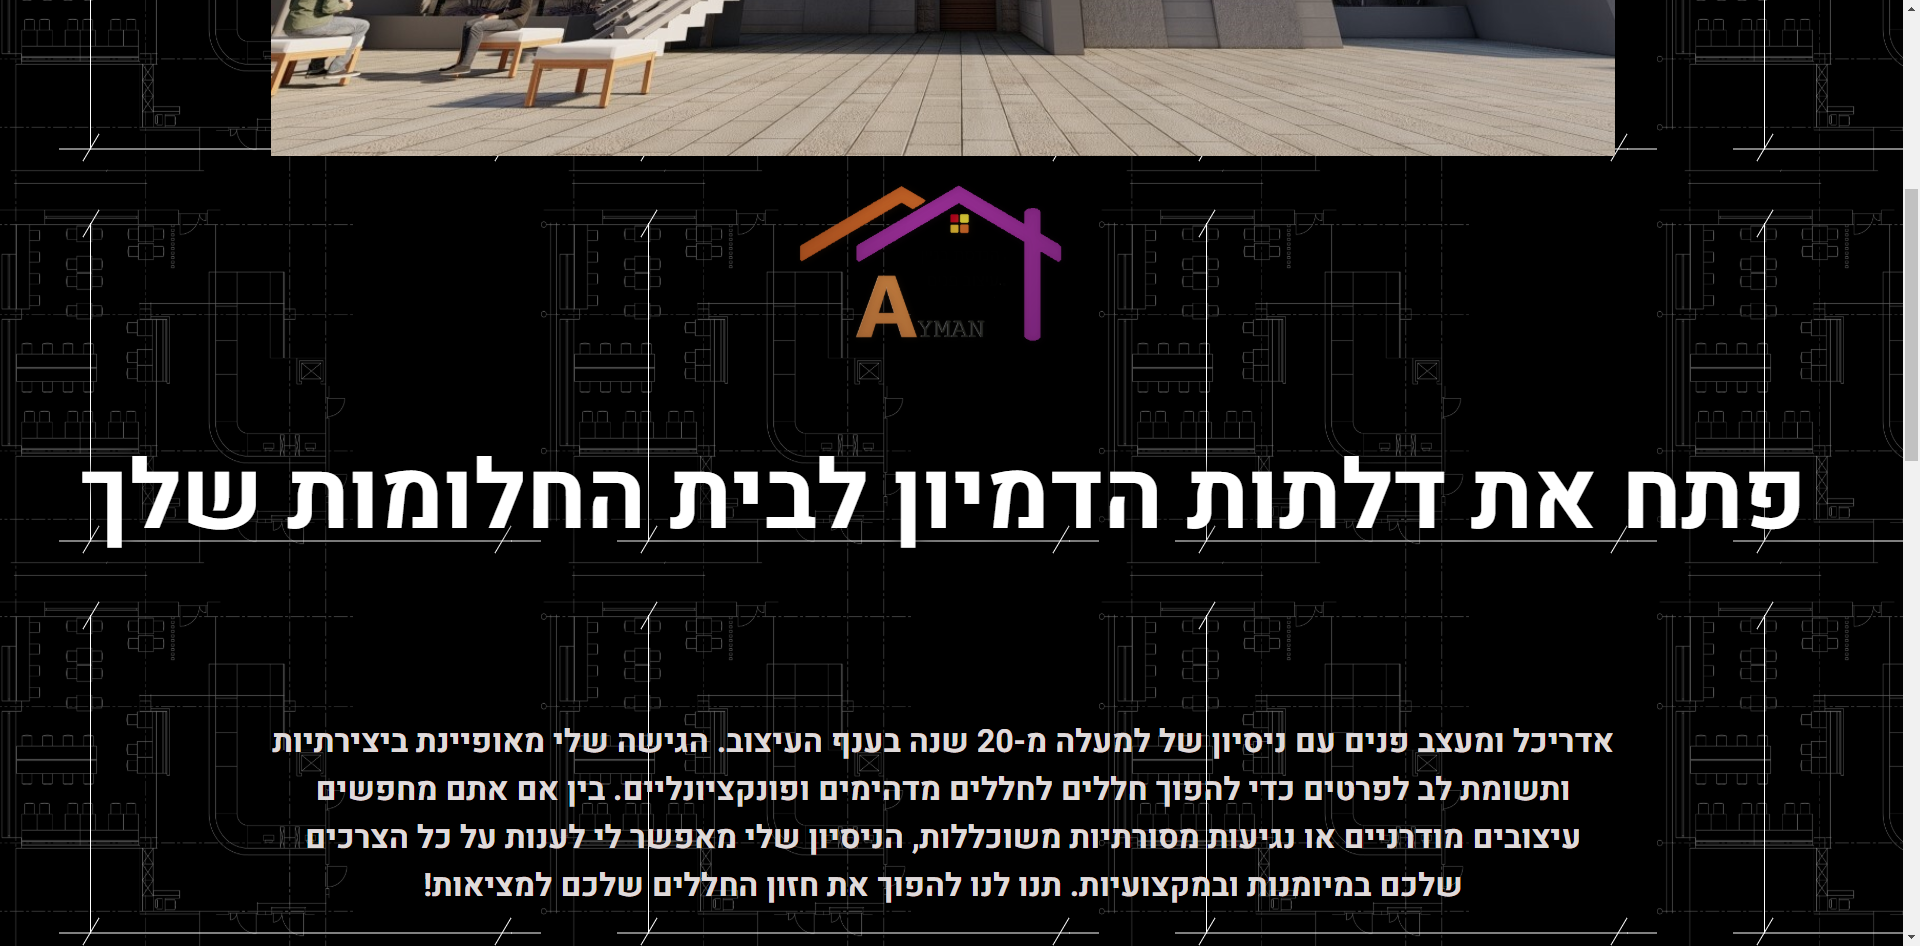 AYMAN
פתח את דלתות הדמיון לבית החלומות שלך
אדריכל ומעצב פנים עם ניסיון של למעלה מ-20 שנה בענף העיצוב. הגישה שלי מאופיינת ביצירתיות
ותשומת לב לפרטים כדי להפוך חללים לחללים מדהימים ופונקציונליים. בין אם אתם מחפשים
עיצובים מודרניים או נגיעות מסורתיות משוכללות, הניסיון שלי מאפשר לי לענות על כל הצרכים
שלכם במיומנות ובמקצועיות. תנו לנו להפוך את חזון החללים שלכם למציאות!